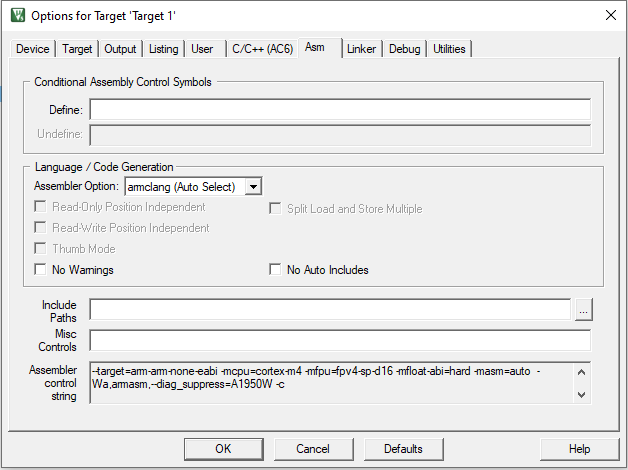 Options for Target 'Target 1'
Device Target Output Listing User C/C++ (AC6) Asm Linker Debug Utilities
Conditional Assembly Control Symbols
Define:
Undefine:
Language / Code Generation
Assembler Option: armclang (Auto Select)
Read-Only Position Independent
Split Load and Store Multiple
Read-Write Position Independent
Thumb Mode
No Warnings
No Auto Includes
Include
Paths
...
Misc
Controls
Assembler
control
string
--target=arm-arm-none-eabi -mcpu=cortex-m4 -mfpu=fpv4-sp-d16 -mfloat-abi=hard -masm=auto -
Wa,armasm,--diag_suppress=A1950W -c
OK Cancel Defaults Help